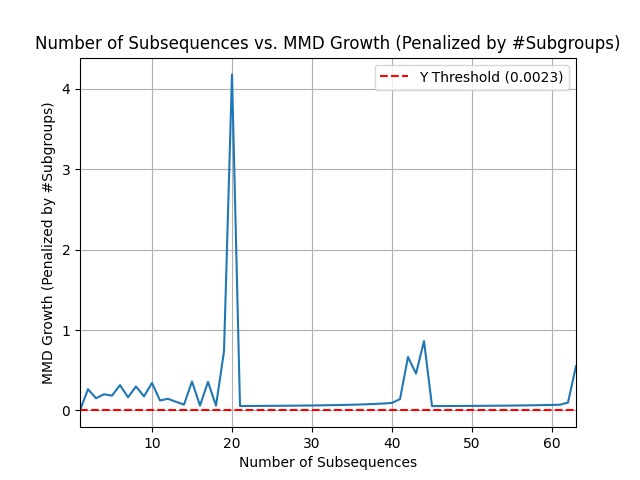 Number of Subsequences vs. MMD Growth (Penalized by #Subgroups)
Y Threshold (0.0023)
MMD Growth (Penalized by #Subgroups)
4
3
2
1
0
10 20 30 40 50 60
Number of Subsequences